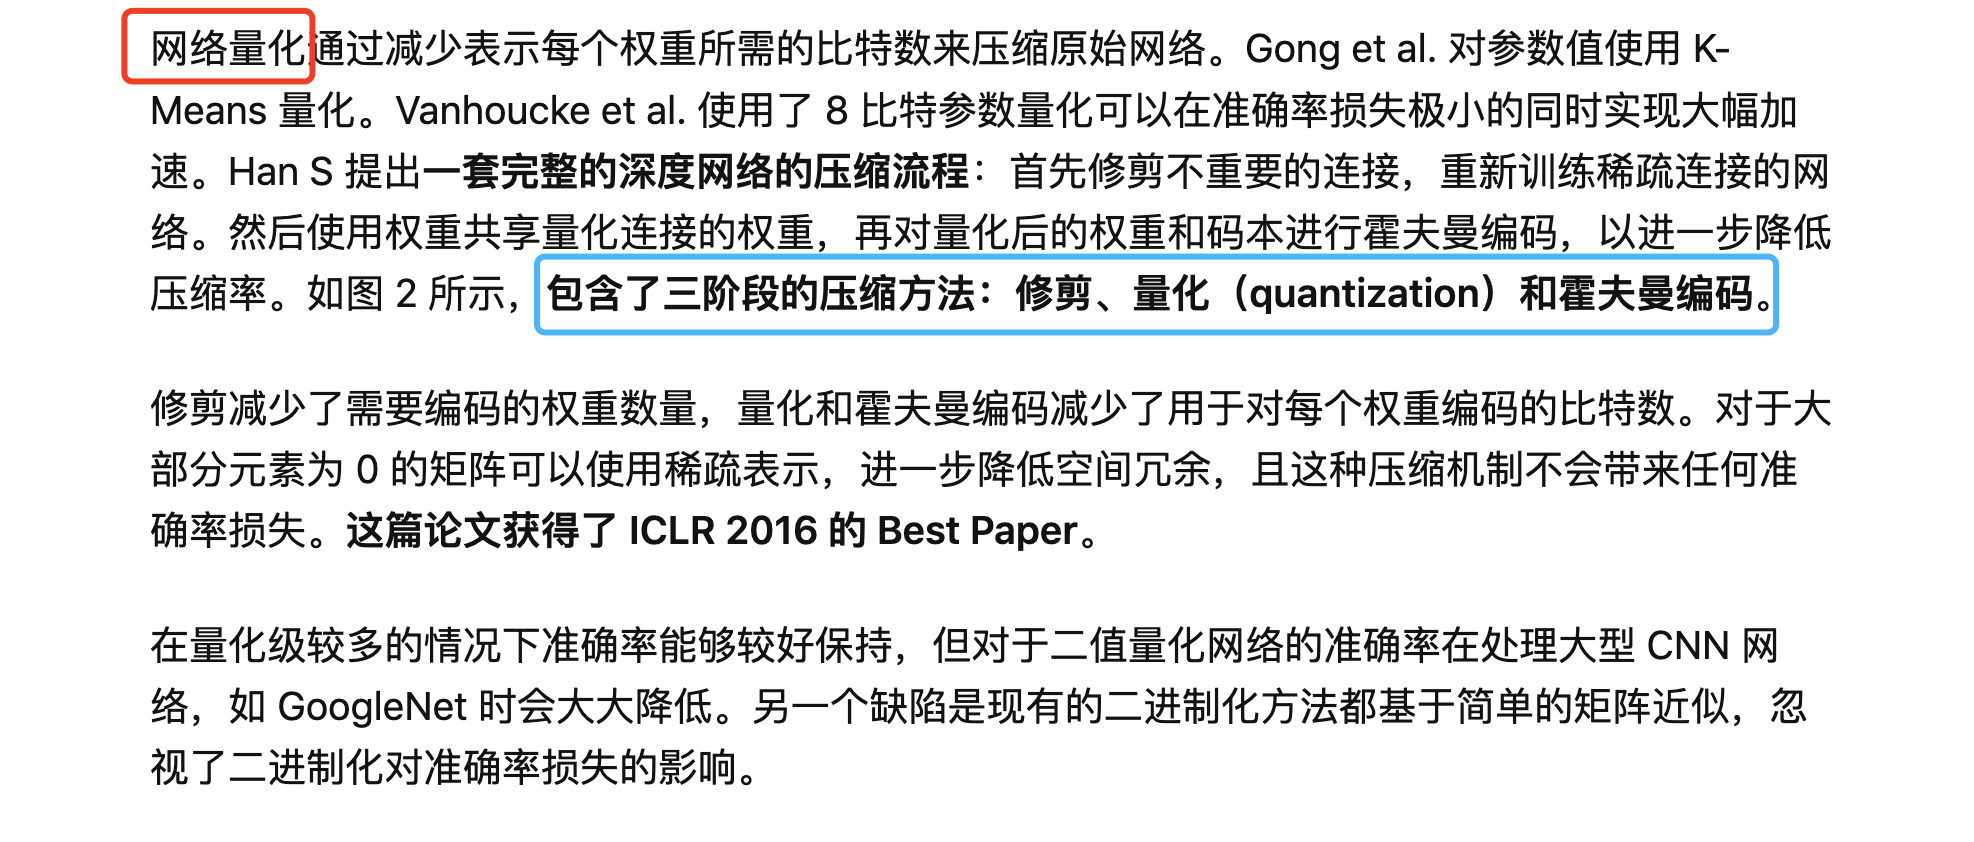 网络量化通过减少表示每个权重所需的比特数来压缩原始网络。Gong et al. 对参数值使用 K-
Means 量化。Vanhoucke et al. 使用了 8 比特参数量化可以在准确率损失极小的同时实现大幅加
速。Han S 提出一套完整的深度网络的压缩流程：首先修剪不重要的连接，重新训练稀疏连接的网
络。然后使用权重共享量化连接的权重，再对量化后的权重和码本进行霍夫曼编码，以进一步降低
压缩率。如图 2 所示，包含了三阶段的压缩方法：修剪、量化（quantization）和霍夫曼编码。
修剪减少了需要编码的权重数量，量化和霍夫曼编码减少了用于对每个权重编码的比特数。对于大
部分元素为 0 的矩阵可以使用稀疏表示，进一步降低空间冗余，且这种压缩机制不会带来任何准
确率损失。这篇论文获得了 ICLR 2016 的 Best Paper。
在量化级较多的情况下准确率能够较好保持，但对于二值量化网络的准确率在处理大型 CNN 网
络，如 GoogleNet 时会大大降低。另一个缺陷是现有的二进制化方法都基于简单的矩阵近似，忽
视了二进制化对准确率损失的影响。